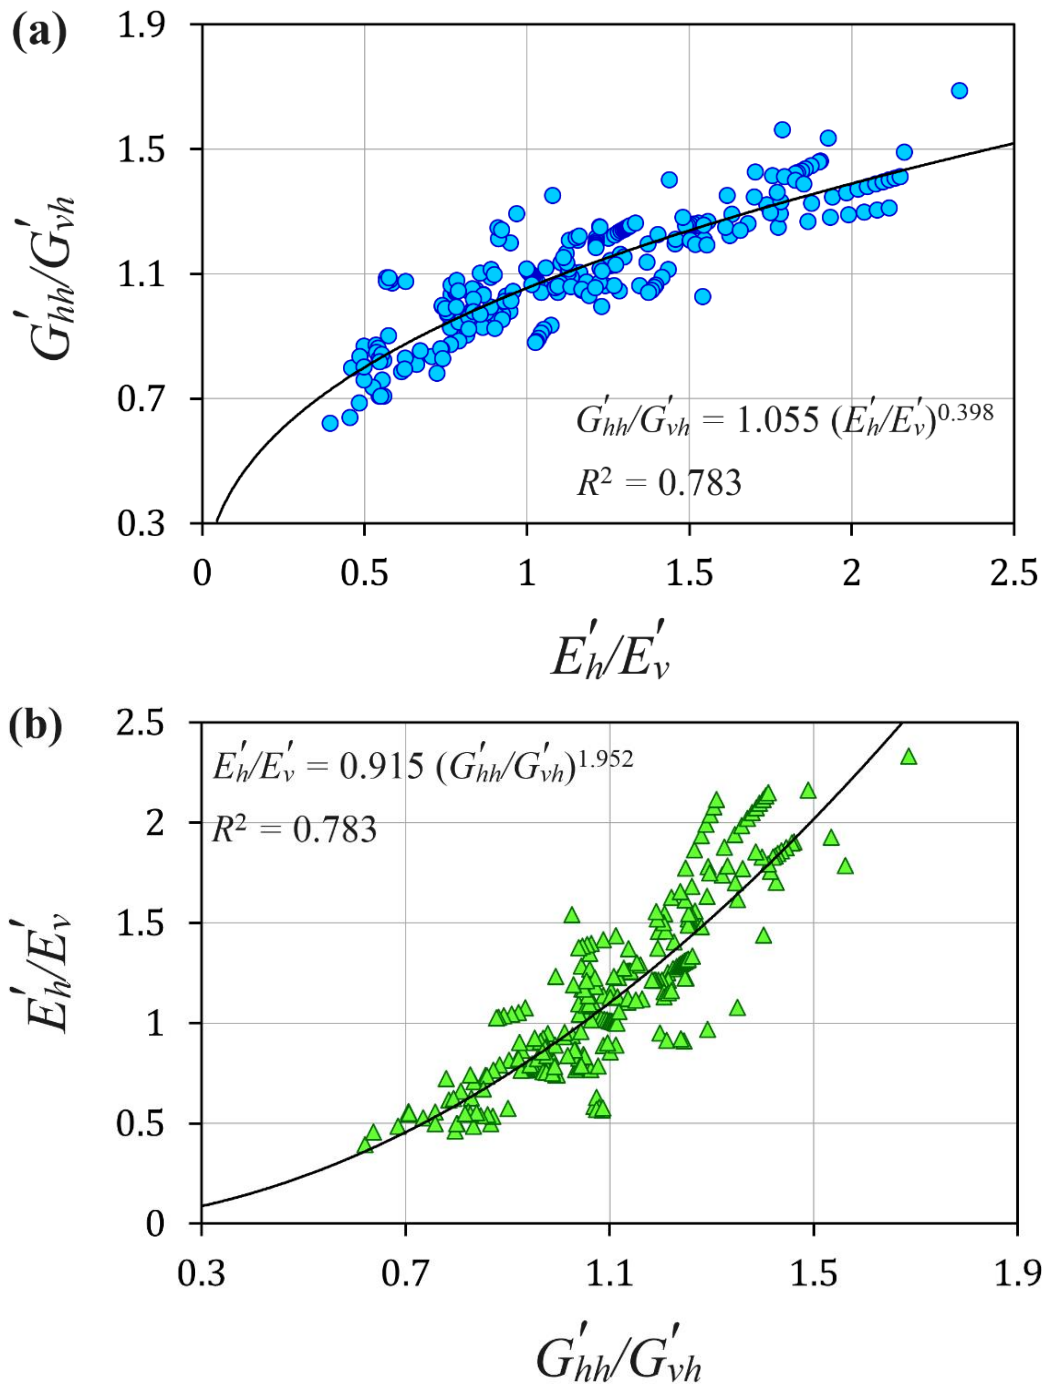 (a)
1.9
1.5
1.1
0.7
0.3
G′hh/G′vh
G′hh/G′vh = 1.055 (E′h/E′v)^0.398
R² = 0.783
0 0.5 1 1.5 2 2.5
E′h/E′v
(b)
2.5
2
1.5
1
0.5
0
E′h/E′v
E′h/E′v = 0.915 (G′hh/G′vh)^1.952
R² = 0.783
0.3 0.7 1.1 1.5 1.9
G′hh/G′vh